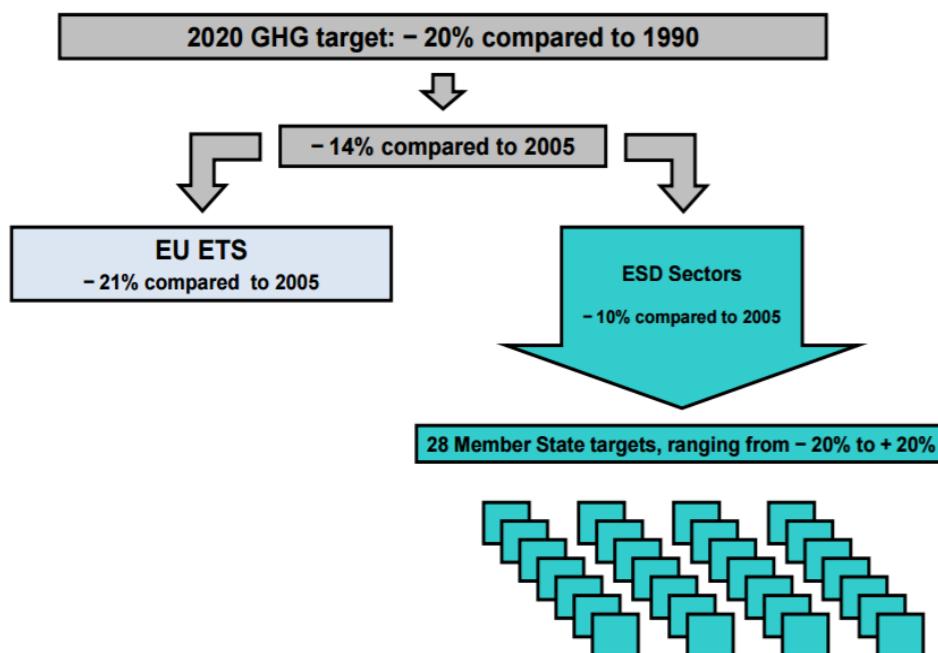 2020 GHG target: − 20% compared to 1990
− 14% compared to 2005
EU ETS
− 21% compared  to 2005
ESD Sectors
− 10% compared to 2005
28 Member State targets, ranging from − 20% to + 20%